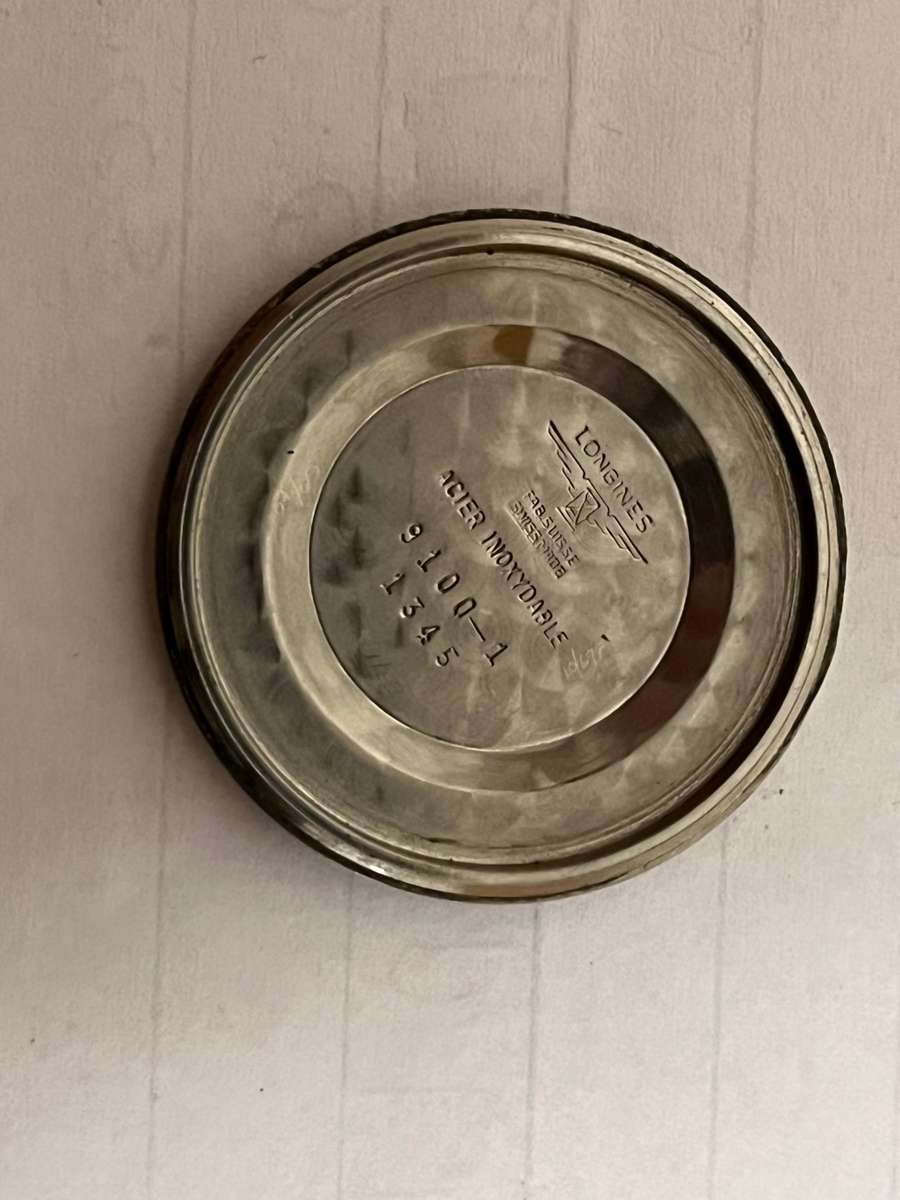 LONGINES
FAB. SUISSE
SWISS MADE
ACIER INOXYDABLE
9100-1
1345